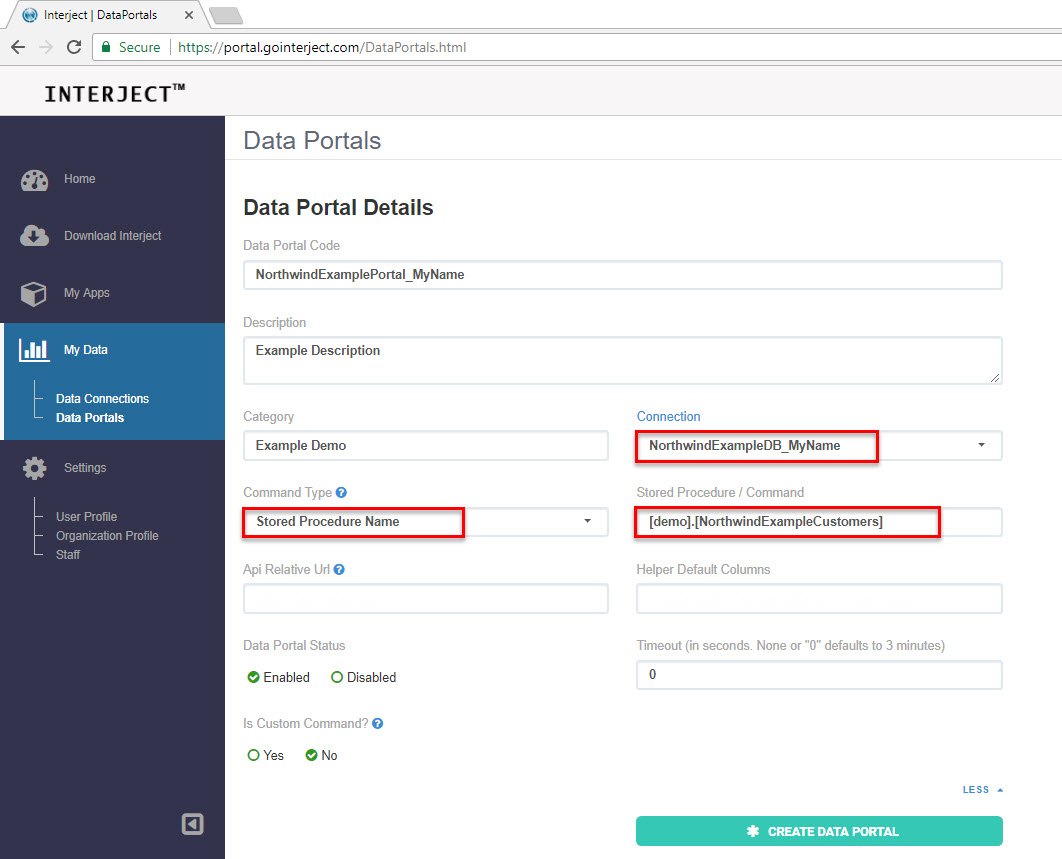 Interject | DataPortals
Secure
https://portal.gointerject.com/DataPortals.html
INTERJECT™
Home
Download Interject
My Apps
My Data
Data Connections
Data Portals
Settings
User Profile
Organization Profile
Staff
Data Portals
Data Portal Details
Data Portal Code
NorthwindExamplePortal_MyName
Description
Example Description
Category
Connection
Example Demo
NorthwindExampleDB_MyName
Command Type
Stored Procedure / Command
Stored Procedure Name
[demo].[NorthwindExampleCustomers]
Api Relative Url
Helper Default Columns
Data Portal Status
Timeout (in seconds. None or "0" defaults to 3 minutes)
Enabled Disabled
0
Is Custom Command?
Yes No
LESS
CREATE DATA PORTAL